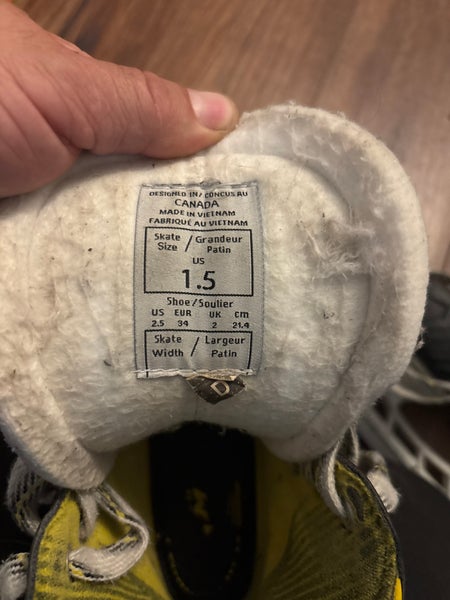 DESIGNED IN / CONCUS AU
CANADA
MADE IN VIETNAM
FABRIQUÉ AU VIETNAM
Skate Size / Grandeur Patin
US
1.5
Shoe / Soulier
US EUR UK cm
2.5 34 2 21.4
Skate Width / Largeur Patin
D